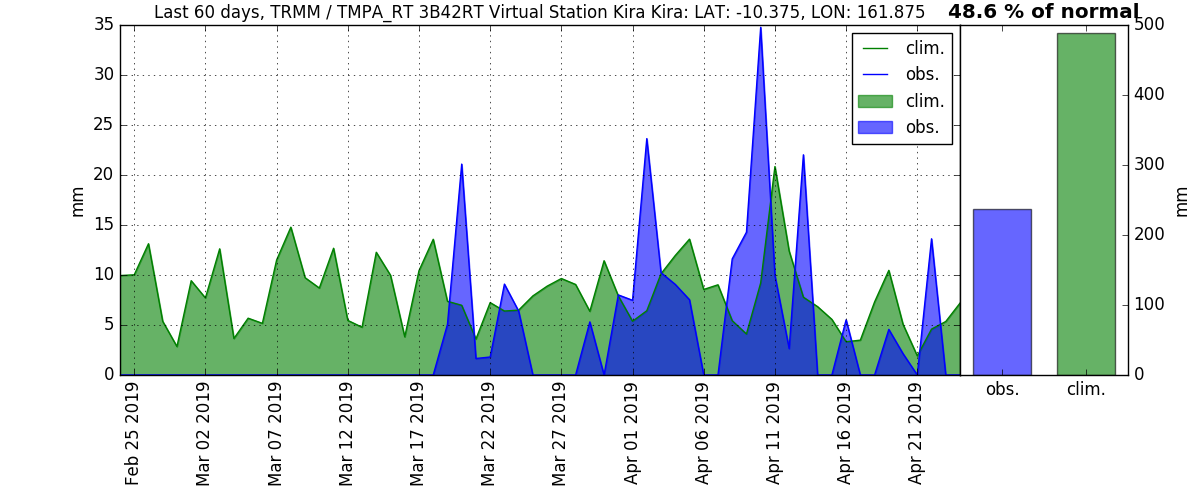 Last 60 days, TRMM / TMPA_RT 3B42RT Virtual Station Kira Kira: LAT: -10.375, LON: 161.875
48.6 % of normal
35
30
25
20
15
10
5
0
mm
clim.
obs.
clim.
obs.
500
400
300
200
100
0
mm
obs.
clim.
Feb 25 2019
Mar 02 2019
Mar 07 2019
Mar 12 2019
Mar 17 2019
Mar 22 2019
Mar 27 2019
Apr 01 2019
Apr 06 2019
Apr 11 2019
Apr 16 2019
Apr 21 2019